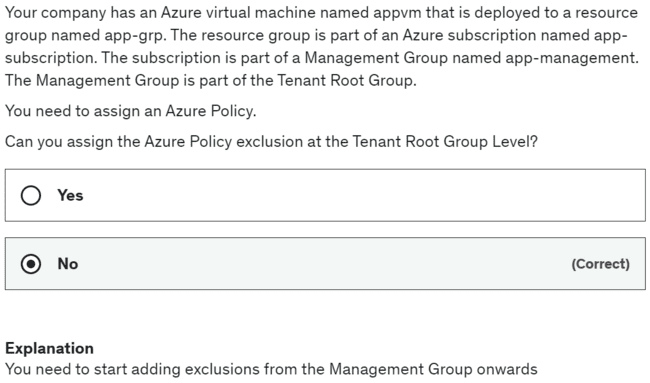 Your company has an Azure virtual machine named appvm that is deployed to a resource
group named app-grp. The resource group is part of an Azure subscription named app-
subscription. The subscription is part of a Management Group named app-management.
The Management Group is part of the Tenant Root Group.
You need to assign an Azure Policy.
Can you assign the Azure Policy exclusion at the Tenant Root Group Level?
Yes
No (Correct)
Explanation
You need to start adding exclusions from the Management Group onwards